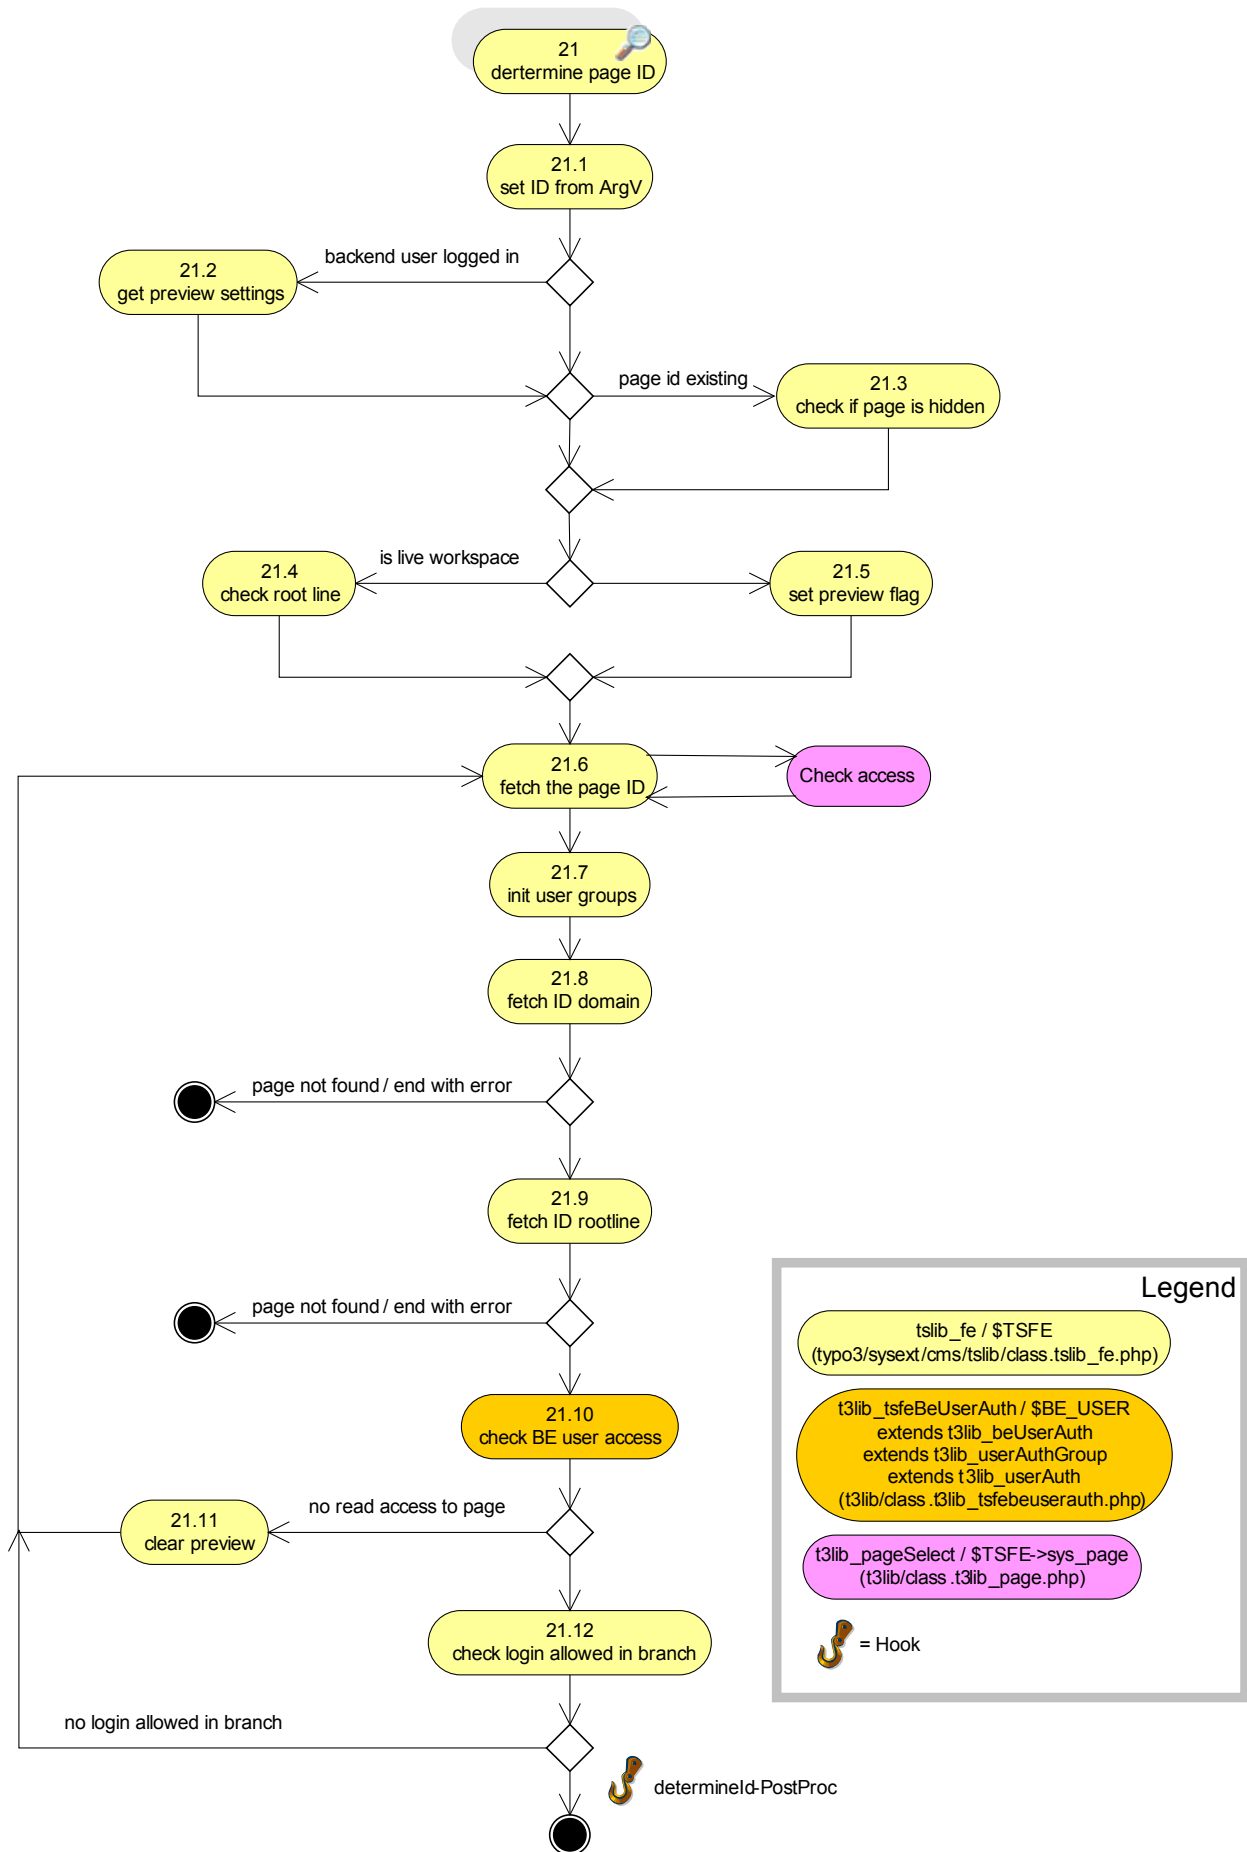 21
dertermine page ID
21.1
set ID from ArgV
backend user logged in
21.2
get preview settings
page id existing
21.3
check if page is hidden
is live workspace
21.4
check root line
21.5
set preview flag
21.6
fetch the page ID
Check access
21.7
init user groups
21.8
fetch ID domain
page not found / end with error
21.9
fetch ID rootline
page not found / end with error
21.10
check BE user access
no read access to page
21.11
clear preview
21.12
check login allowed in branch
no login allowed in branch
determineId-PostProc
Legend
tslib_fe / $TSFE
(typo3/sysext/cms/tslib/class.tslib_fe.php)
t3lib_tsfeBeUserAuth / $BE_USER
extends t3lib_beUserAuth
extends t3lib_userAuthGroup
extends t3lib_userAuth
(t3lib/class.t3lib_tsfebeuserauth.php)
t3lib_pageSelect / $TSFE->sys_page
(t3lib/class.t3lib_page.php)
= Hook